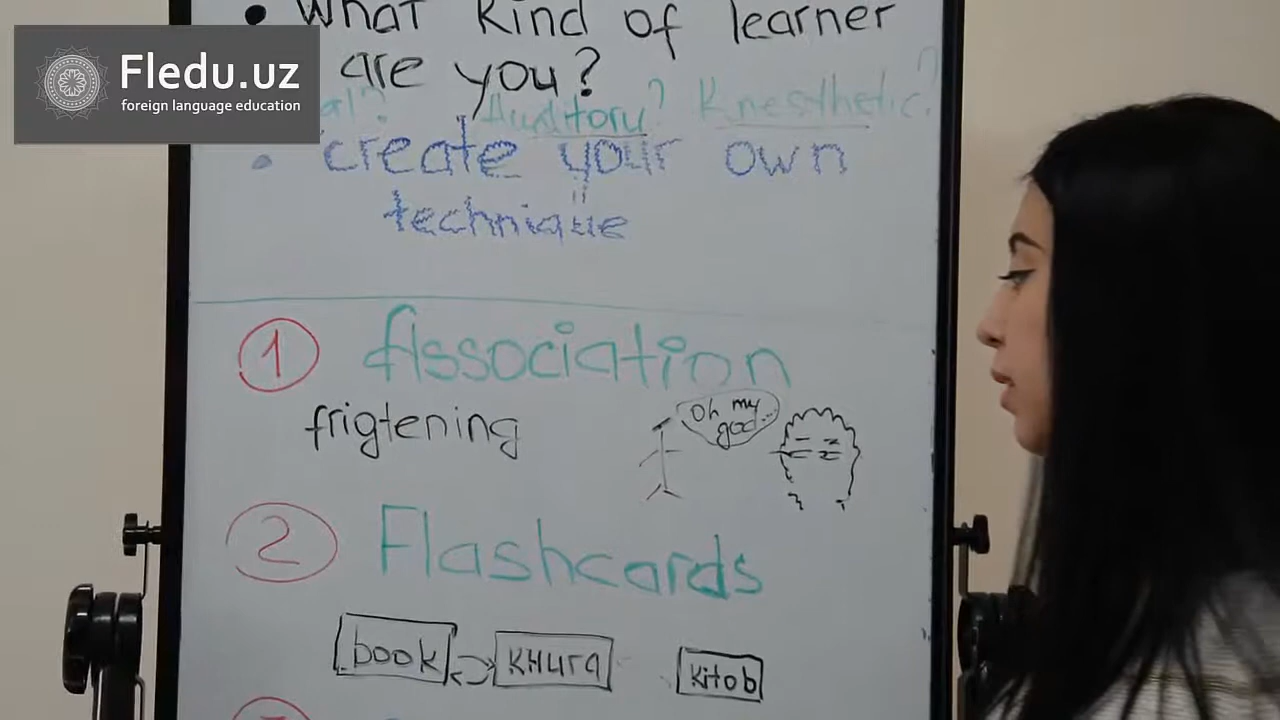 Fledu.uz
foreign language education
• What kind of learner
are you?
Auditory? Knesthetic?
• create your own
technique
1 Association
frigtening
Oh my
god...
2 Flashcards
book книга kitob